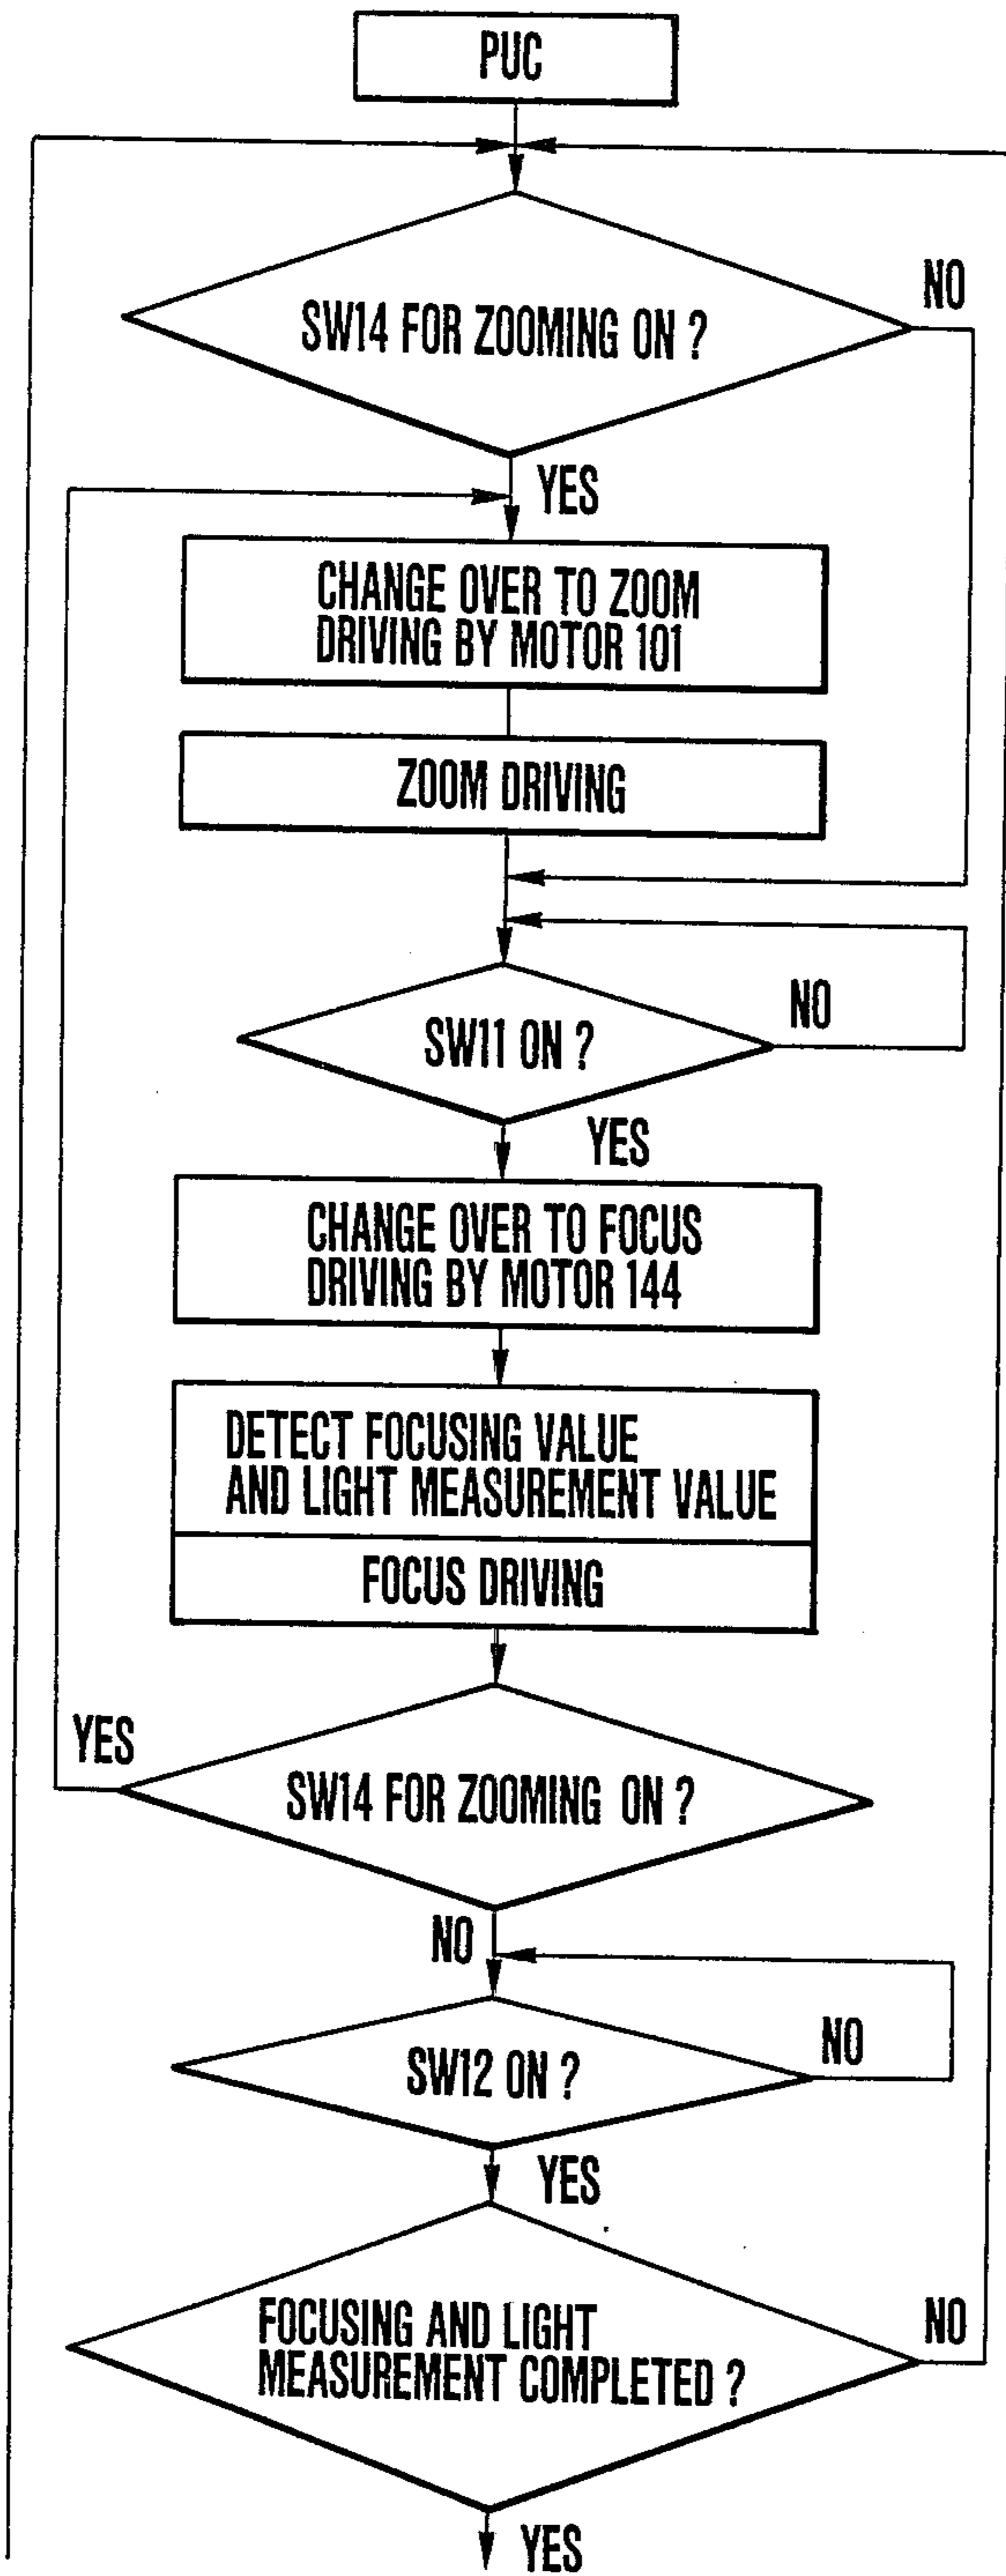 PUC
SW14 FOR ZOOMING ON ?
NO
YES
CHANGE OVER TO ZOOM
DRIVING BY MOTOR 101
ZOOM DRIVING
SW11 ON ?
NO
YES
CHANGE OVER TO FOCUS
DRIVING BY MOTOR 144
DETECT FOCUSING VALUE
AND LIGHT MEASUREMENT VALUE
FOCUS DRIVING
YES
SW14 FOR ZOOMING ON ?
NO
SW12 ON ?
NO
YES
FOCUSING AND LIGHT
MEASUREMENT COMPLETED ?
NO
YES